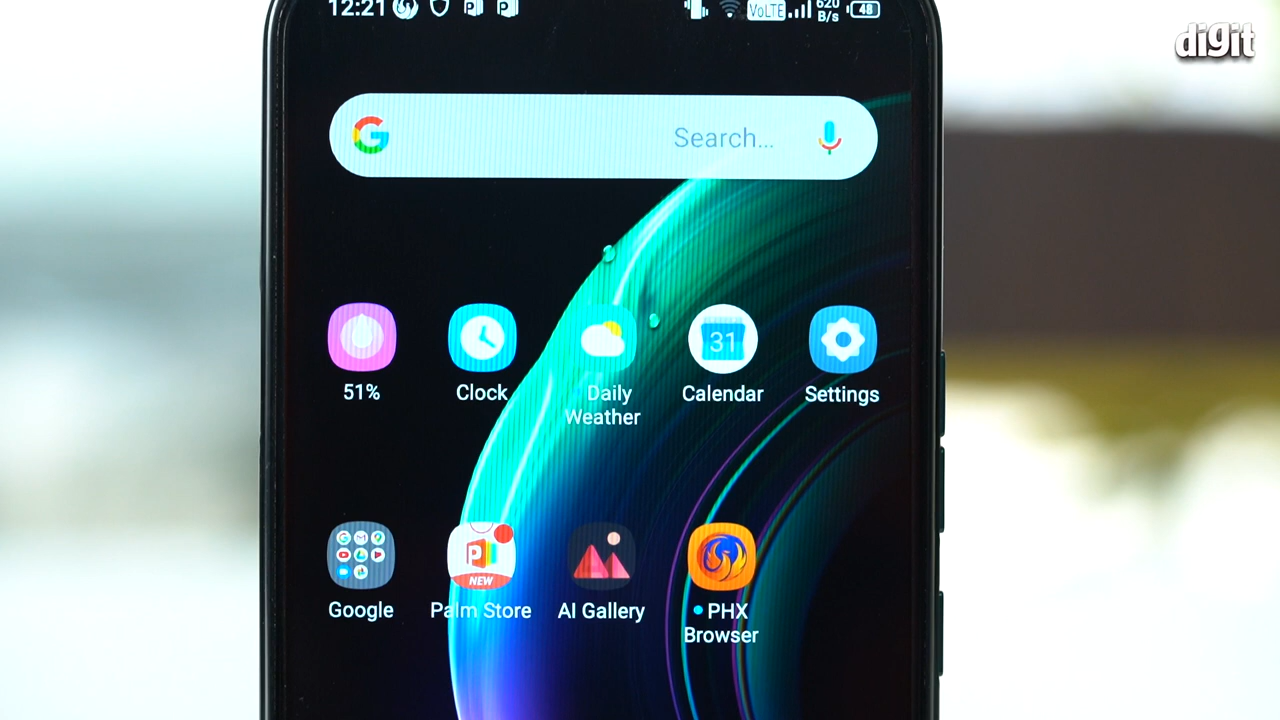 12:21
VoLTE
620
B/s
48
digit
Search...
31
51%
Clock
Daily
Weather
Calendar
Settings
P
NEW
Google
Palm Store
AI Gallery
PHX
Browser